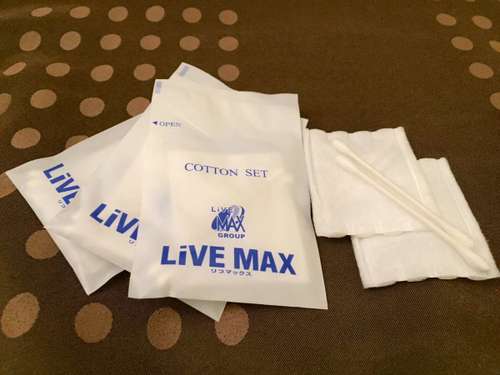 LiVE
LiVE M
◄OPEN
COTTON SET
LiVE
MAX
GROUP
LiVE MAX
リブマックス